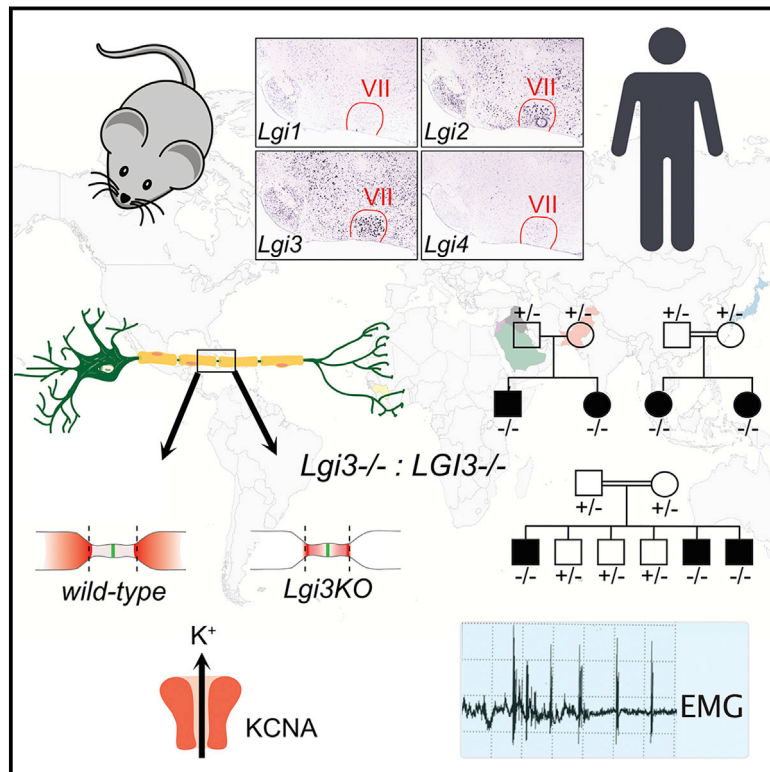 VII
Lgi1
VII
Lgi2
VII
Lgi3
VII
Lgi4
+/-
+/-
+/-
+/-
-/-
-/-
-/-
-/-
Lgi3-/- : LGI3-/-
+/-
+/-
-/-
+/-
+/-
+/-
-/-
-/-
wild-type
Lgi3KO
K+
KCNA
EMG